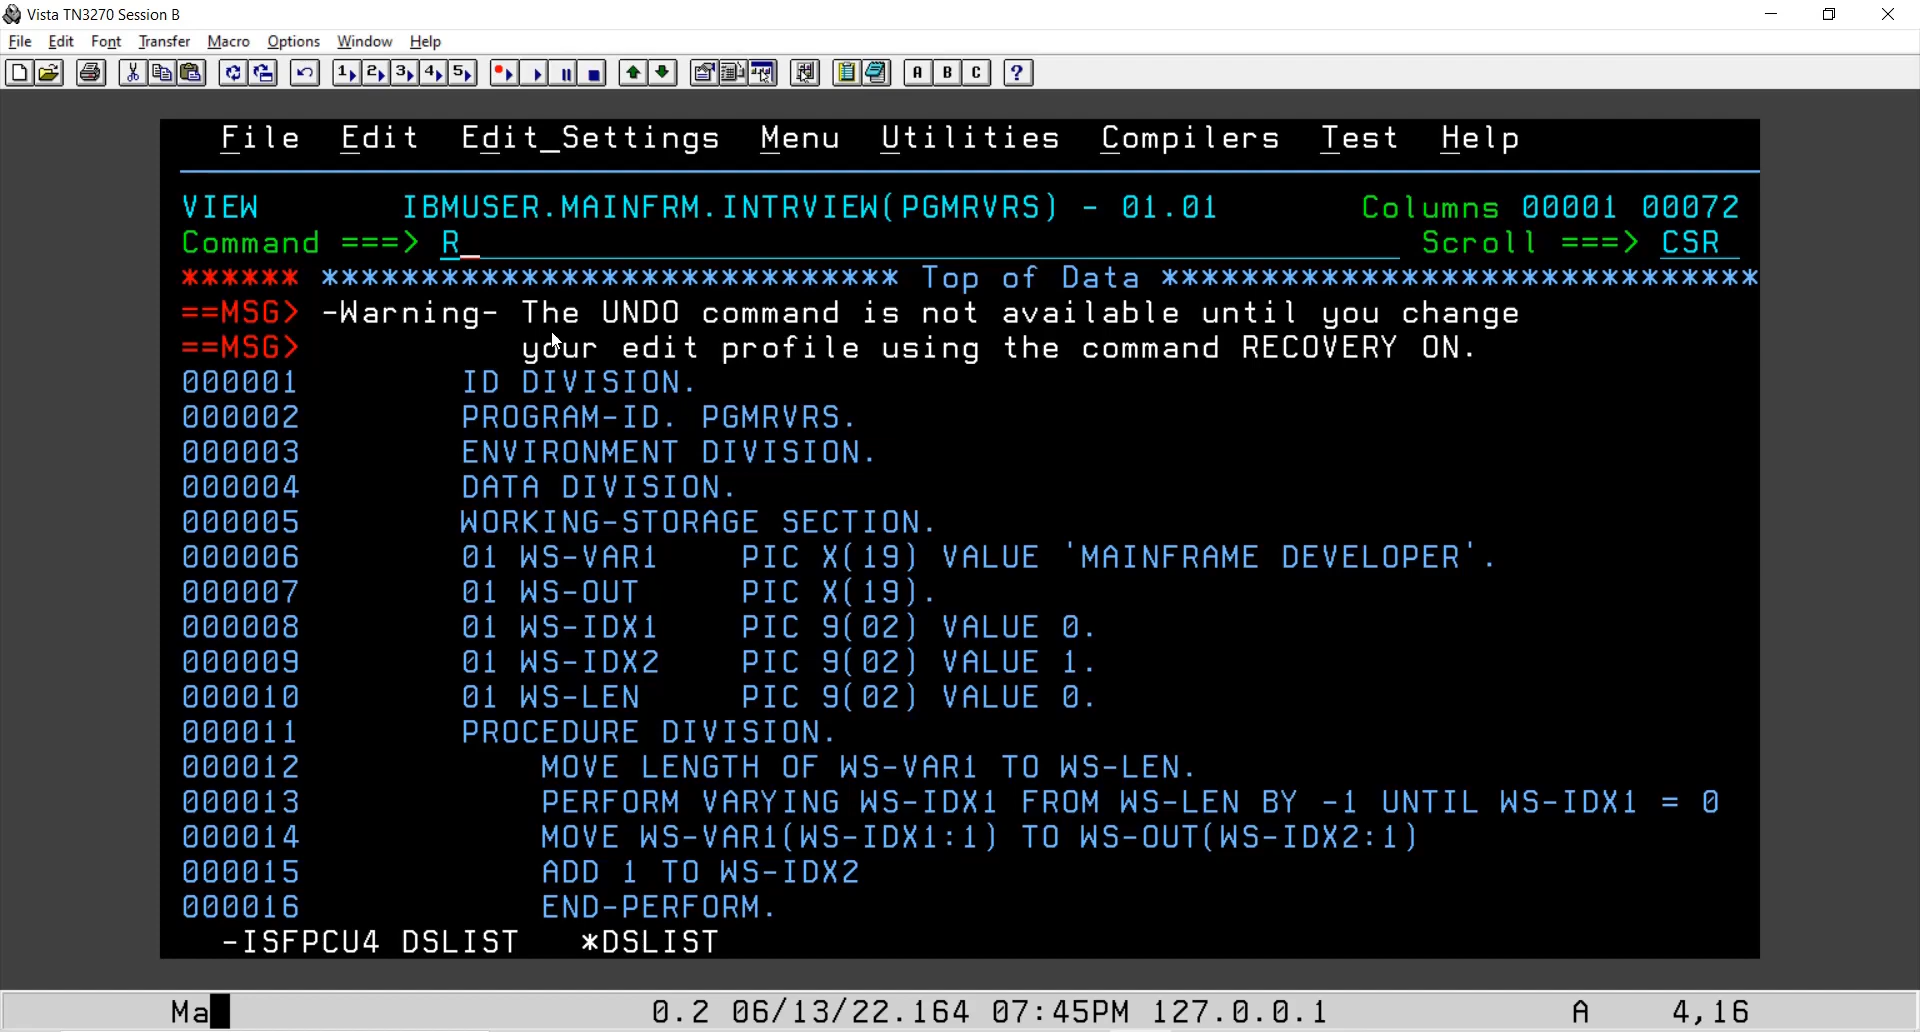 Vista TN3270 Session B
File Edit Font Transfer Macro Options Window Help
1 2 3 4 5 A B C ?
File Edit Edit_Settings Menu Utilities Compilers Test Help
VIEW IBMUSER.MAINFRM.INTRVIEW(PGMRVRS) - 01.01 Columns 00001 00072
Command ===> R_ Scroll ===> CSR
****** ***************************** Top of Data ******************************
==MSG> -Warning- The UNDO command is not available until you change
==MSG> your edit profile using the command RECOVERY ON.
000001 ID DIVISION.
000002 PROGRAM-ID. PGMRVRS.
000003 ENVIRONMENT DIVISION.
000004 DATA DIVISION.
000005 WORKING-STORAGE SECTION.
000006 01 WS-VAR1 PIC X(19) VALUE 'MAINFRAME DEVELOPER'.
000007 01 WS-OUT PIC X(19).
000008 01 WS-IDX1 PIC 9(02) VALUE 0.
000009 01 WS-IDX2 PIC 9(02) VALUE 1.
000010 01 WS-LEN PIC 9(02) VALUE 0.
000011 PROCEDURE DIVISION.
000012 MOVE LENGTH OF WS-VAR1 TO WS-LEN.
000013 PERFORM VARYING WS-IDX1 FROM WS-LEN BY -1 UNTIL WS-IDX1 = 0
000014 MOVE WS-VAR1(WS-IDX1:1) TO WS-OUT(WS-IDX2:1)
000015 ADD 1 TO WS-IDX2
000016 END-PERFORM.
-ISFPCU4 DSLIST *DSLIST
Ma 0.2 06/13/22.164 07:45PM 127.0.0.1 A 4,16